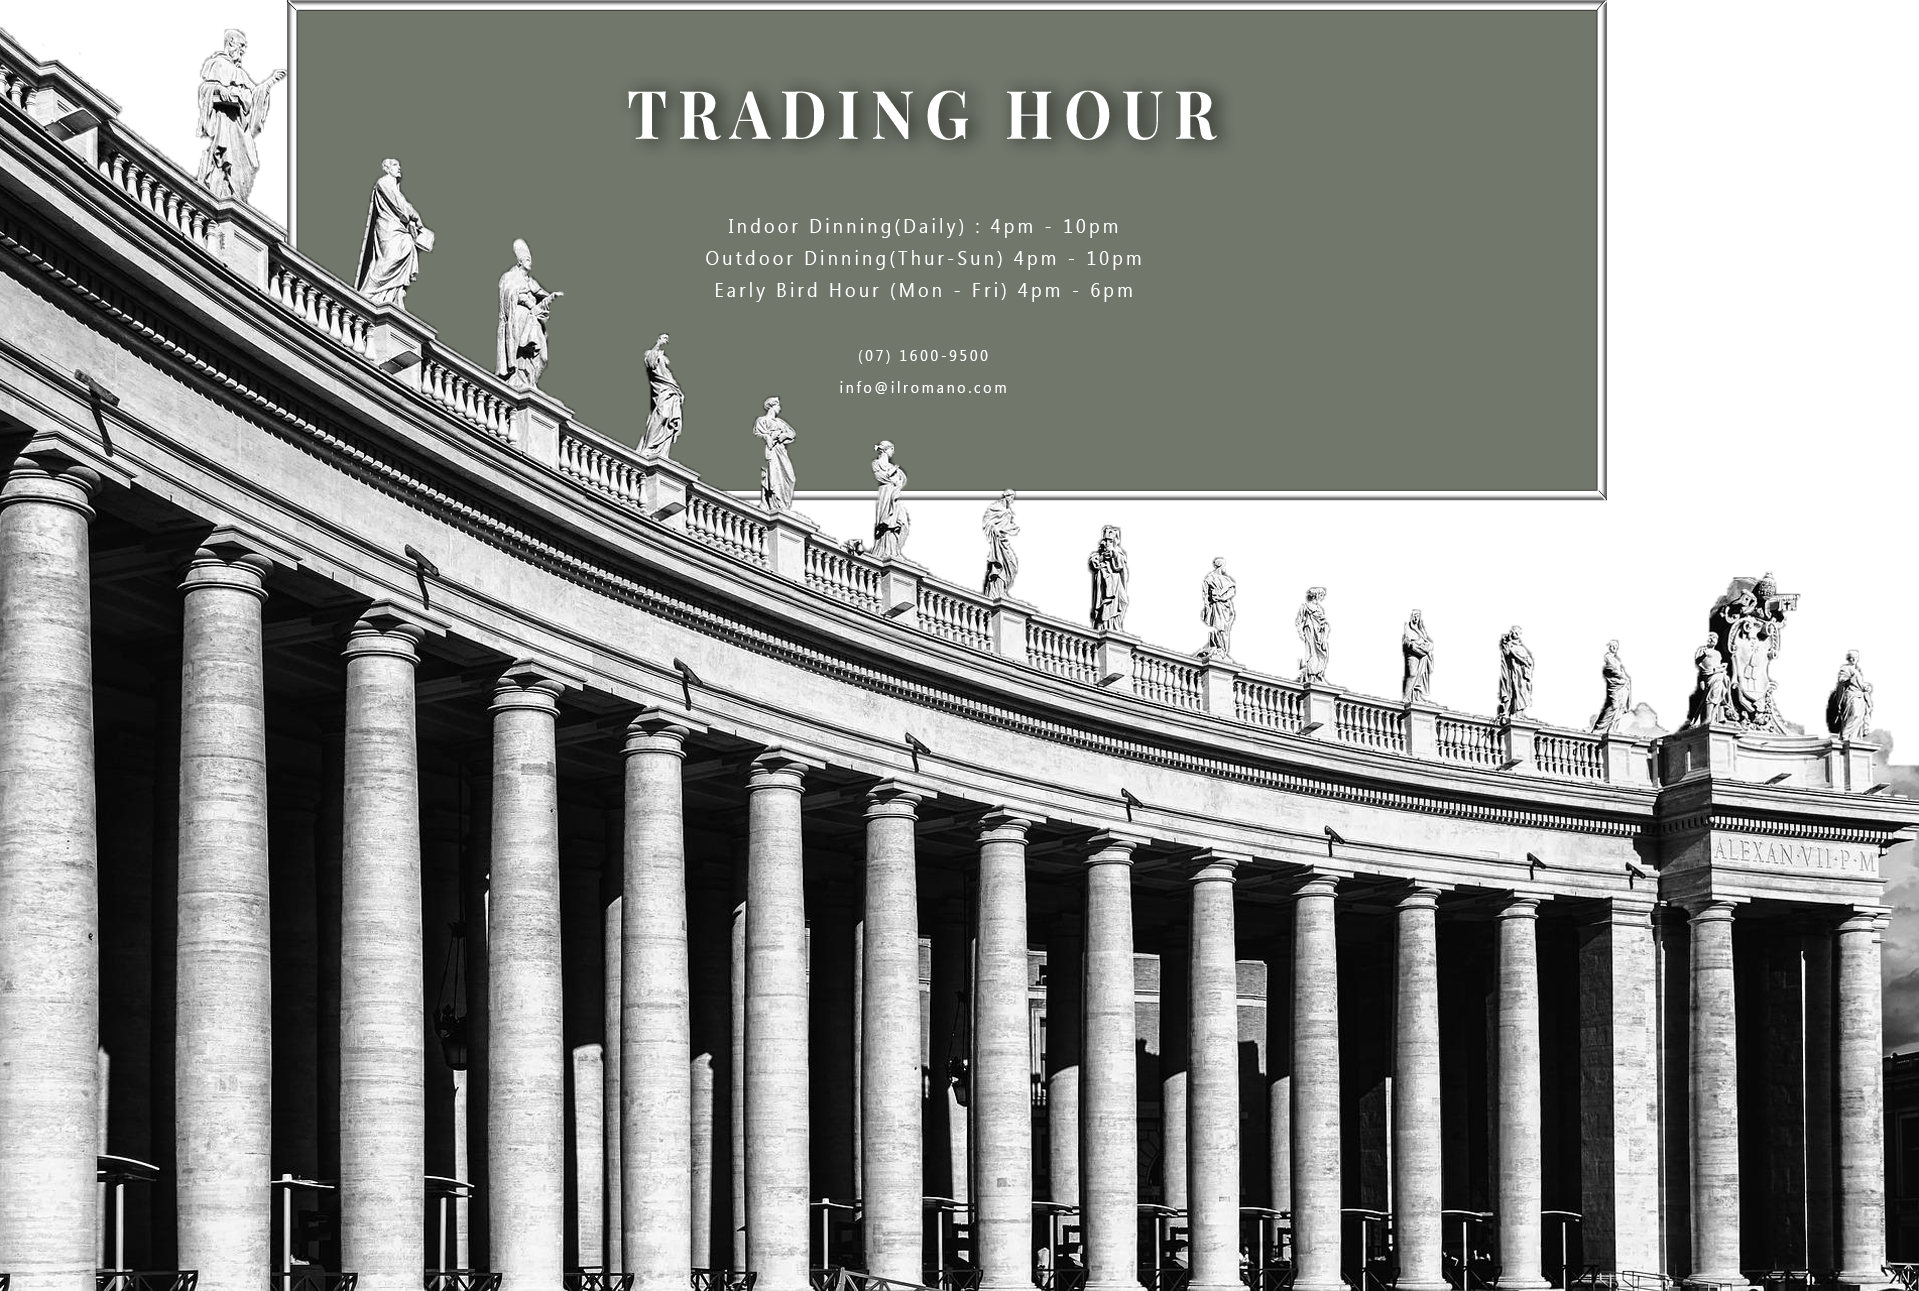 TRADING HOUR
Indoor Dinning(Daily) : 4pm - 10pm
Outdoor Dinning(Thur-Sun) 4pm - 10pm
Early Bird Hour (Mon - Fri) 4pm - 6pm
(07) 1600-9500
info@ilromano.com
ALEXAN·VII·P·M